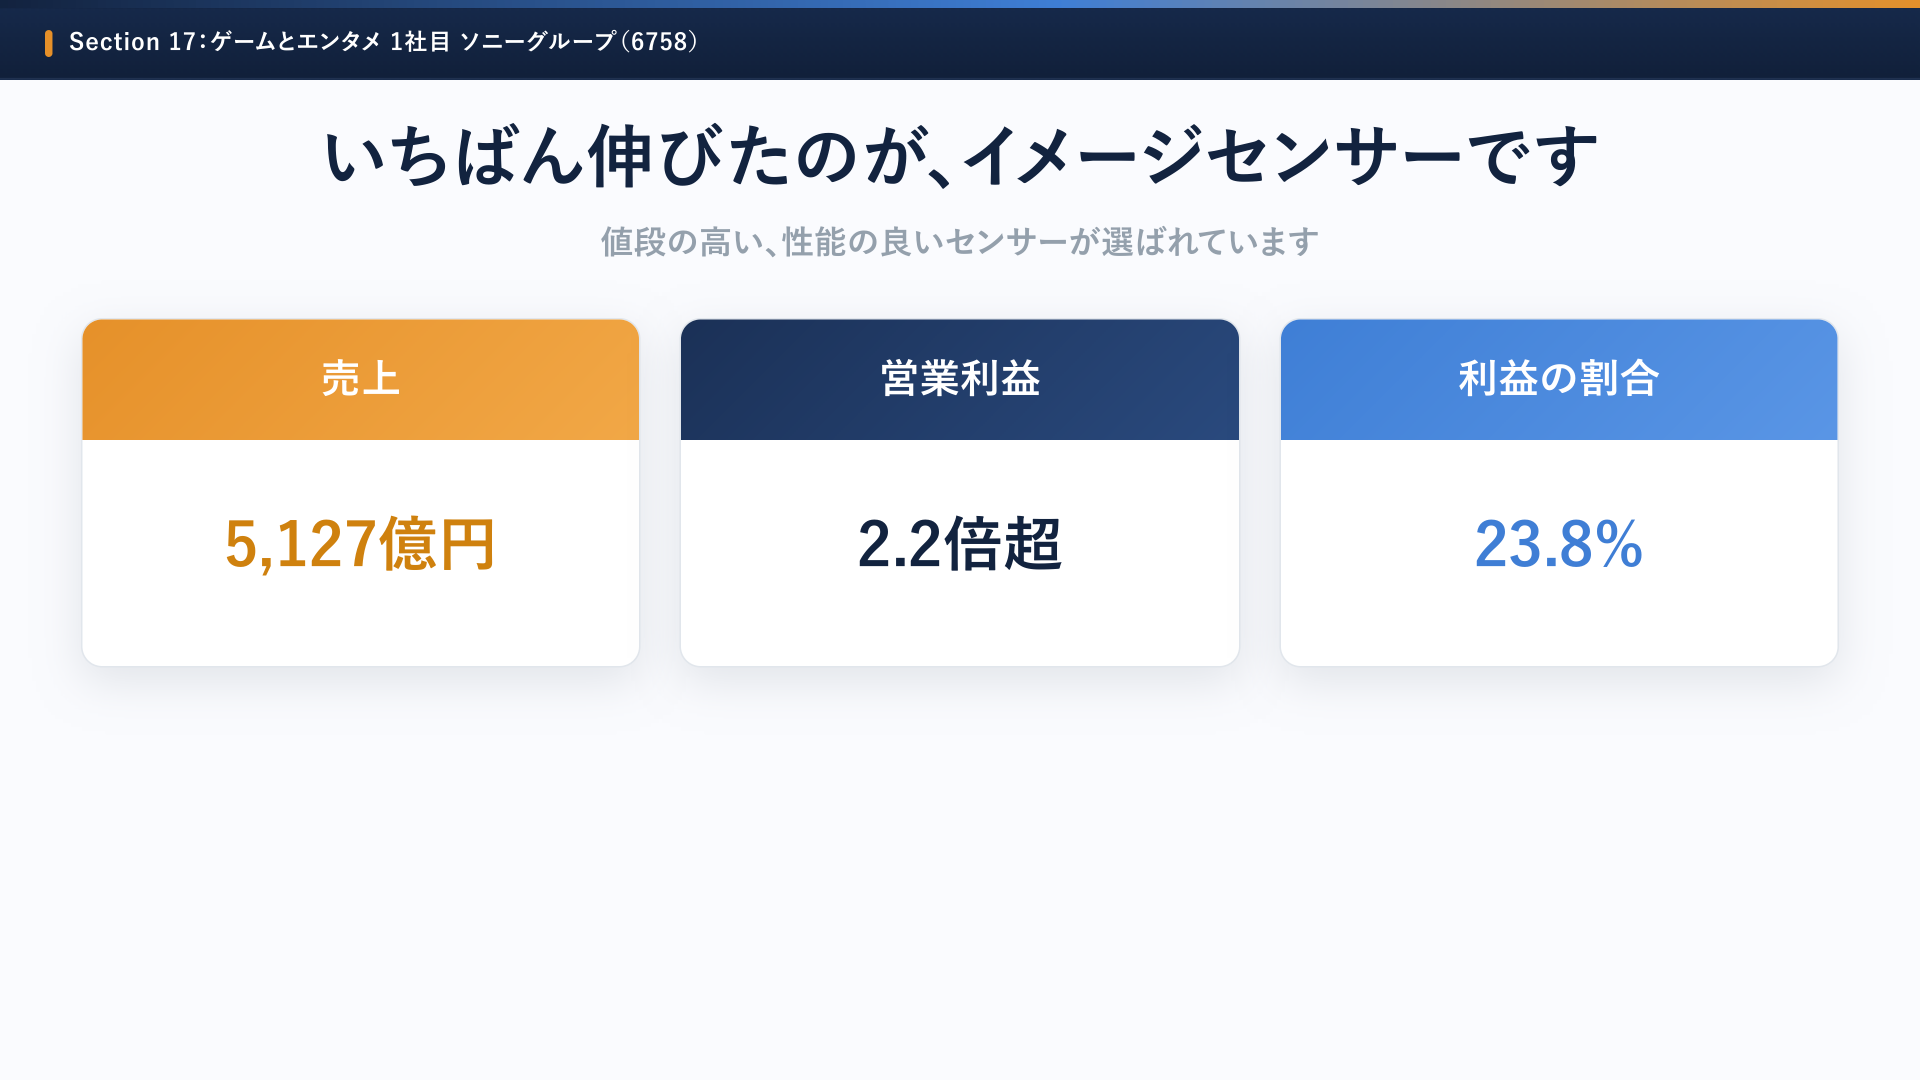 Section 17：ゲームとエンタメ 1社目 ソニーグループ（6758）
いちばん伸びたのが、イメージセンサーです
値段の高い、性能の良いセンサーが選ばれています
売上
営業利益
利益の割合
5,127億円
2.2倍超
23.8%